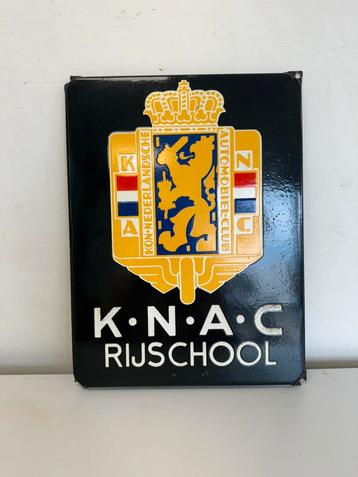 K
N
A
C
KON·NEDERLANDSCHE
AUTOMOBIEL-CLUB
K·N·A·C
RIJSCHOOL